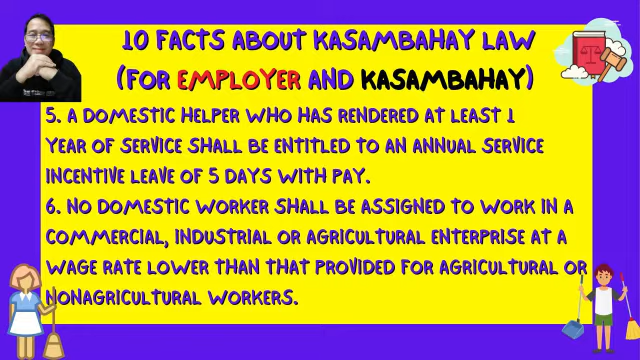 10 FACTS ABOUT KASAMBAHAY LAW
(FOR EMPLOYER AND KASAMBAHAY)
5. A DOMESTIC HELPER WHO HAS RENDERED AT LEAST 1
YEAR OF SERVICE SHALL BE ENTITLED TO AN ANNUAL SERVICE
INCENTIVE LEAVE OF 5 DAYS WITH PAY.
6. NO DOMESTIC WORKER SHALL BE ASSIGNED TO WORK IN A
COMMERCIAL, INDUSTRIAL OR AGRICULTURAL ENTERPRISE AT A
WAGE RATE LOWER THAN THAT PROVIDED FOR AGRICULTURAL OR
NONAGRICULTURAL WORKERS.